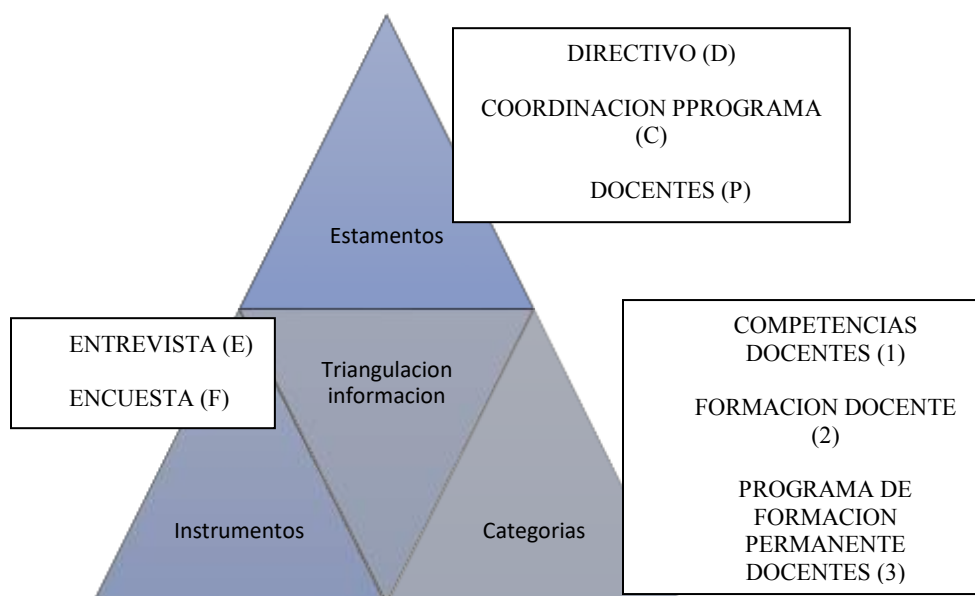 DIRECTIVO (D)
COORDINACION PPROGRAMA
(C)
DOCENTES (P)
Estamentos
ENTREVISTA (E)
ENCUESTA (F)
Triangulacion
informacion
COMPETENCIAS
DOCENTES (1)
FORMACION DOCENTE
(2)
PROGRAMA DE
FORMACION
PERMANENTE
DOCENTES (3)
Instrumentos
Categorias